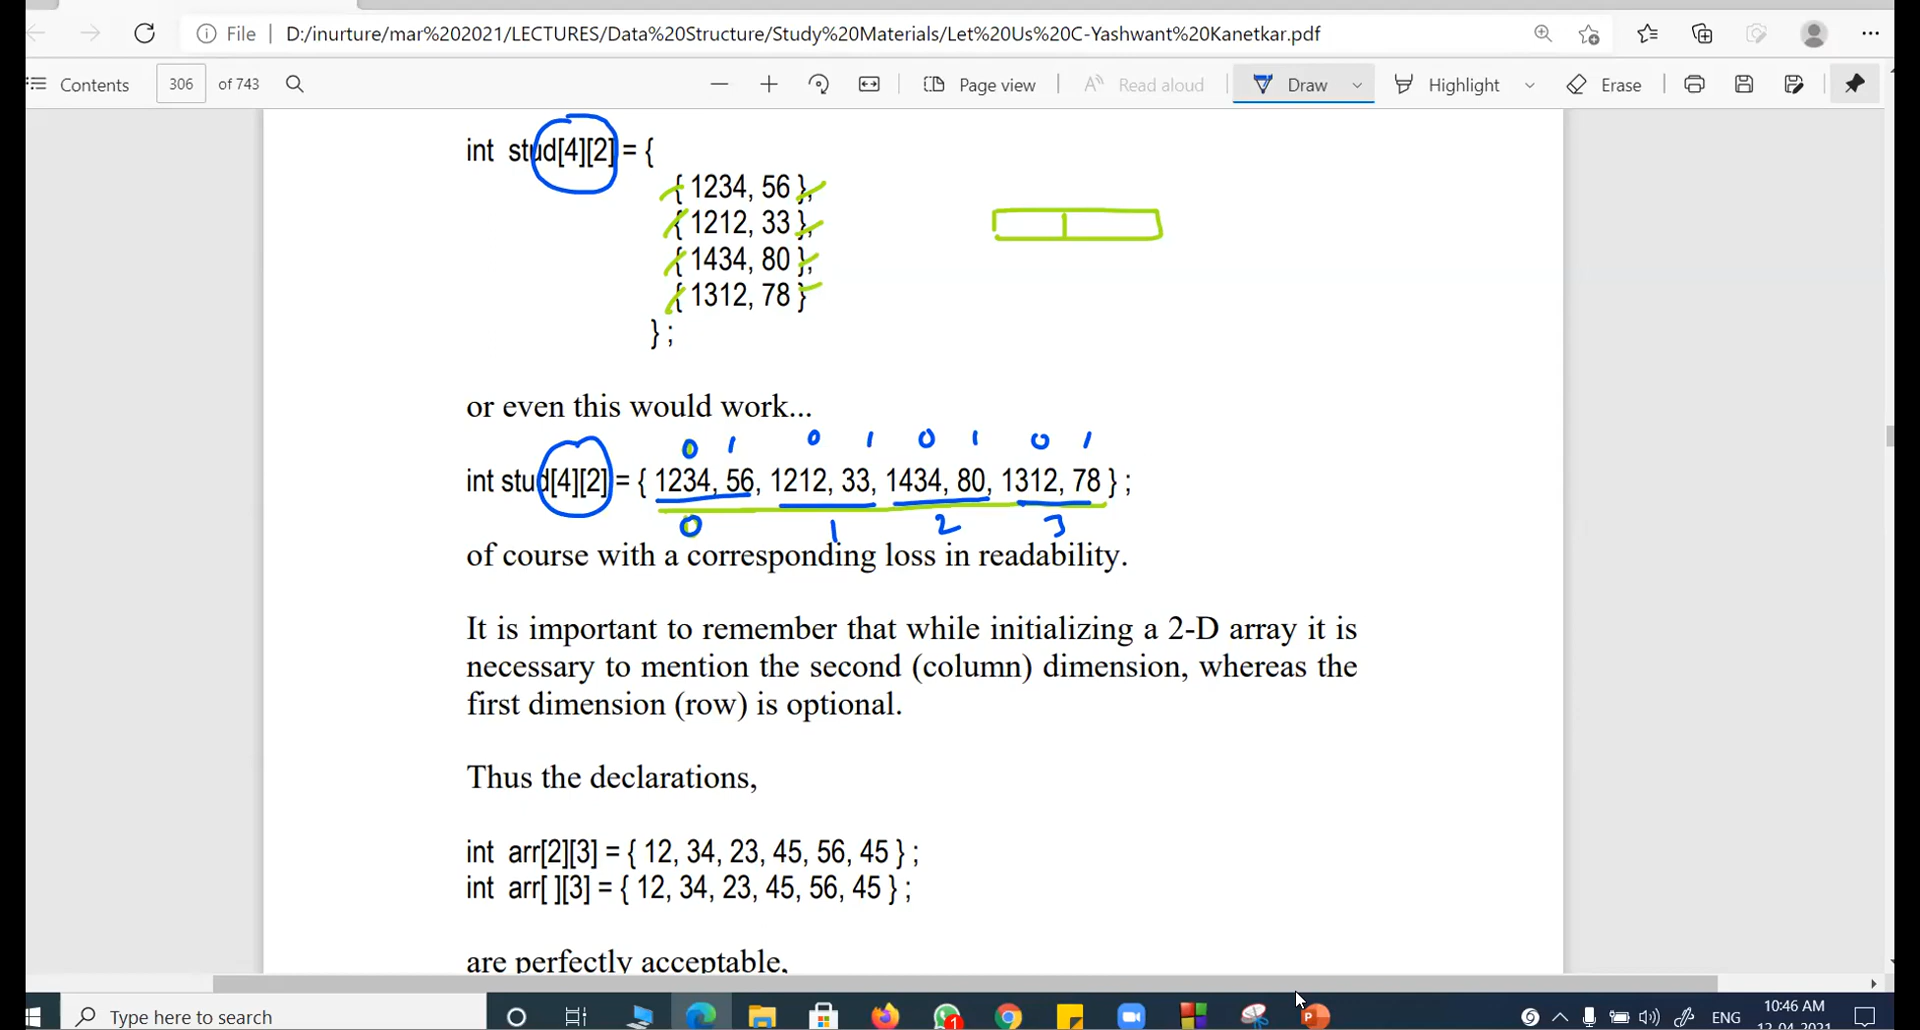 File
D:/inurture/mar%202021/LECTURES/Data%20Structure/Study%20Materials/Let%20Us%20C-Yashwant%20Kanetkar.pdf
Contents 306 of 743 Page view Read aloud Draw Highlight Erase
int stud[4][2] = {
{ 1234, 56 },
{ 1212, 33 },
{ 1434, 80 },
{ 1312, 78 }
} ;
or even this would work...
0 1 0 1 0 1 0 1
int stud[4][2] = { 1234, 56, 1212, 33, 1434, 80, 1312, 78 } ;
0 1 2 3
of course with a corresponding loss in readability.
It is important to remember that while initializing a 2-D array it is
necessary to mention the second (column) dimension, whereas the
first dimension (row) is optional.
Thus the declarations,
int arr[2][3] = { 12, 34, 23, 45, 56, 45 } ;
int arr[ ][3] = { 12, 34, 23, 45, 56, 45 } ;
are perfectly acceptable,
Type here to search
1
ENG
10:46 AM
12-04-2021